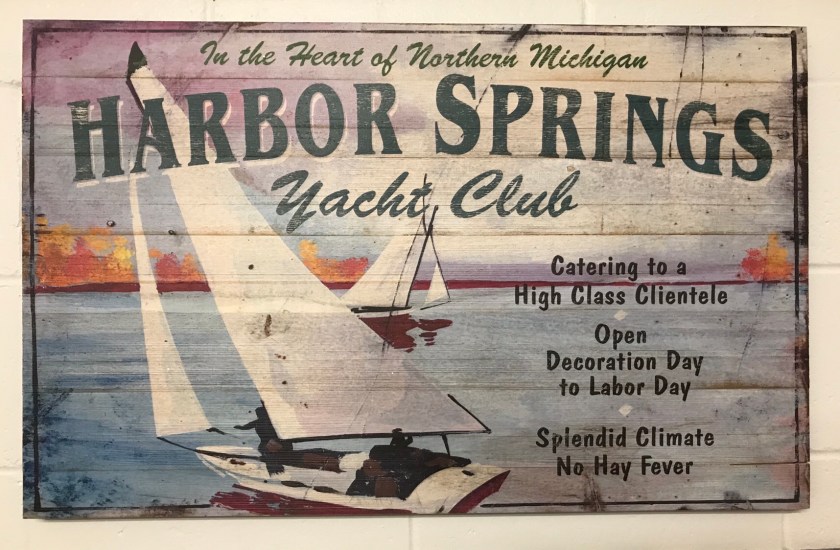 In the Heart of Northern Michigan
HARBOR SPRINGS
Yacht Club
Catering to a
High Class Clientele
Open
Decoration Day
to Labor Day
Splendid Climate
No Hay Fever